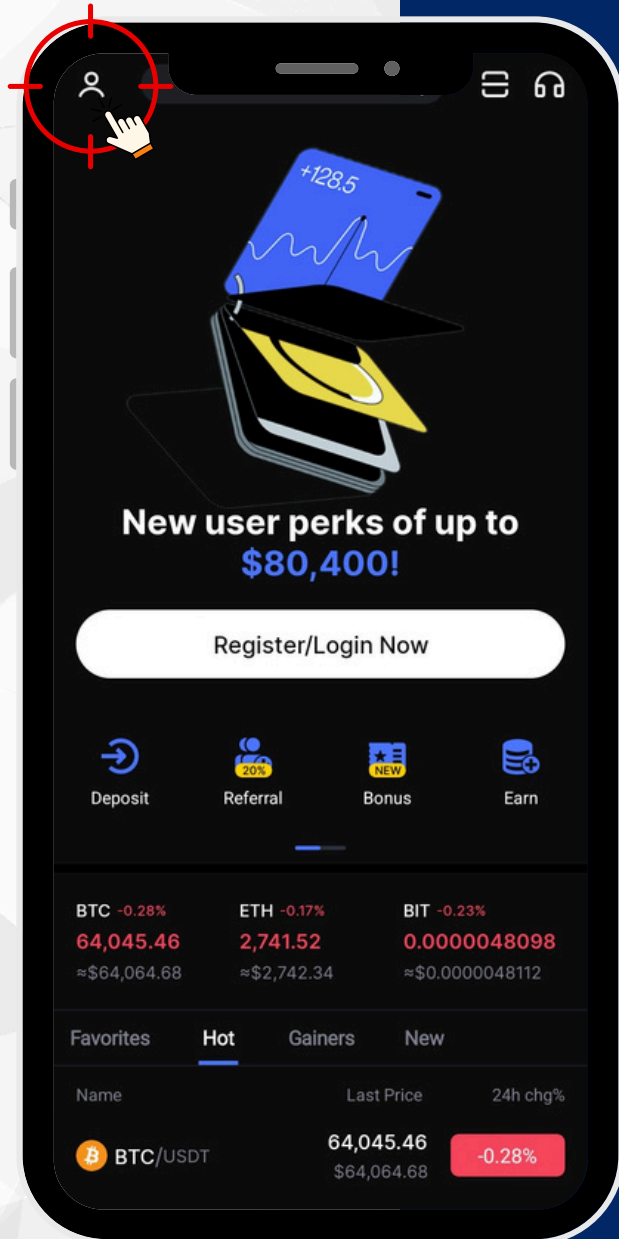 +128.5
New user perks of up to
$80,400!
Register/Login Now
20%
NEW
Deposit Referral Bonus Earn
BTC -0.28% ETH -0.17% BIT -0.23%
64,045.46 2,741.52 0.0000048098
≈$64,064.68 ≈$2,742.34 ≈$0.0000048112
Favorites Hot Gainers New
Name Last Price 24h chg%
BTC/USDT 64,045.46 -0.28%
$64,064.68